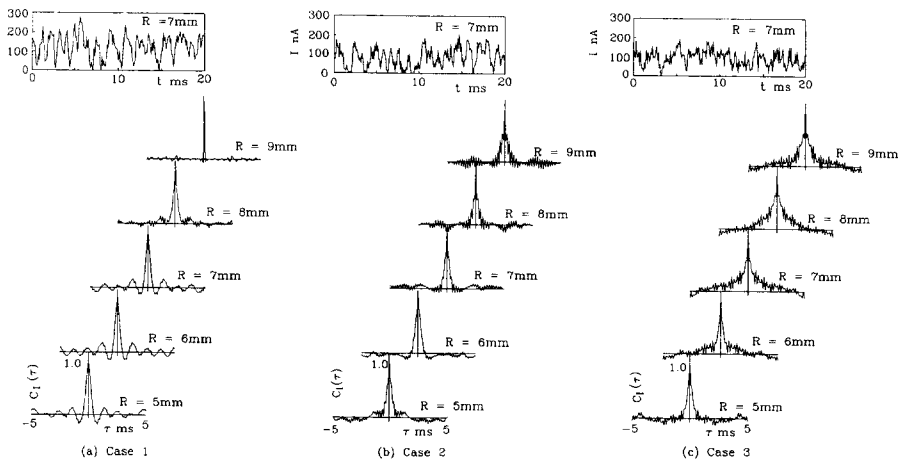 300
200
100
0
R =7mm
0
10
20
t ms
R = 9mm
R = 8mm
R = 7mm
R = 6mm
1.0
C_I(τ)
R = 5mm
-5
τ ms
5
(a) Case 1
300
200
100
0
I nA
R = 7mm
0
10
20
t ms
R = 9mm
R = 8mm
R = 7mm
R = 6mm
1.0
C_I(τ)
R = 5mm
-5
τ ms
5
(b) Case 2
300
200
100
0
I nA
R = 7mm
0
10
20
t ms
R = 9mm
R = 8mm
R = 7mm
R = 6mm
1.0
C_I(τ)
R = 5mm
-5
τ ms
5
(c) Case 3